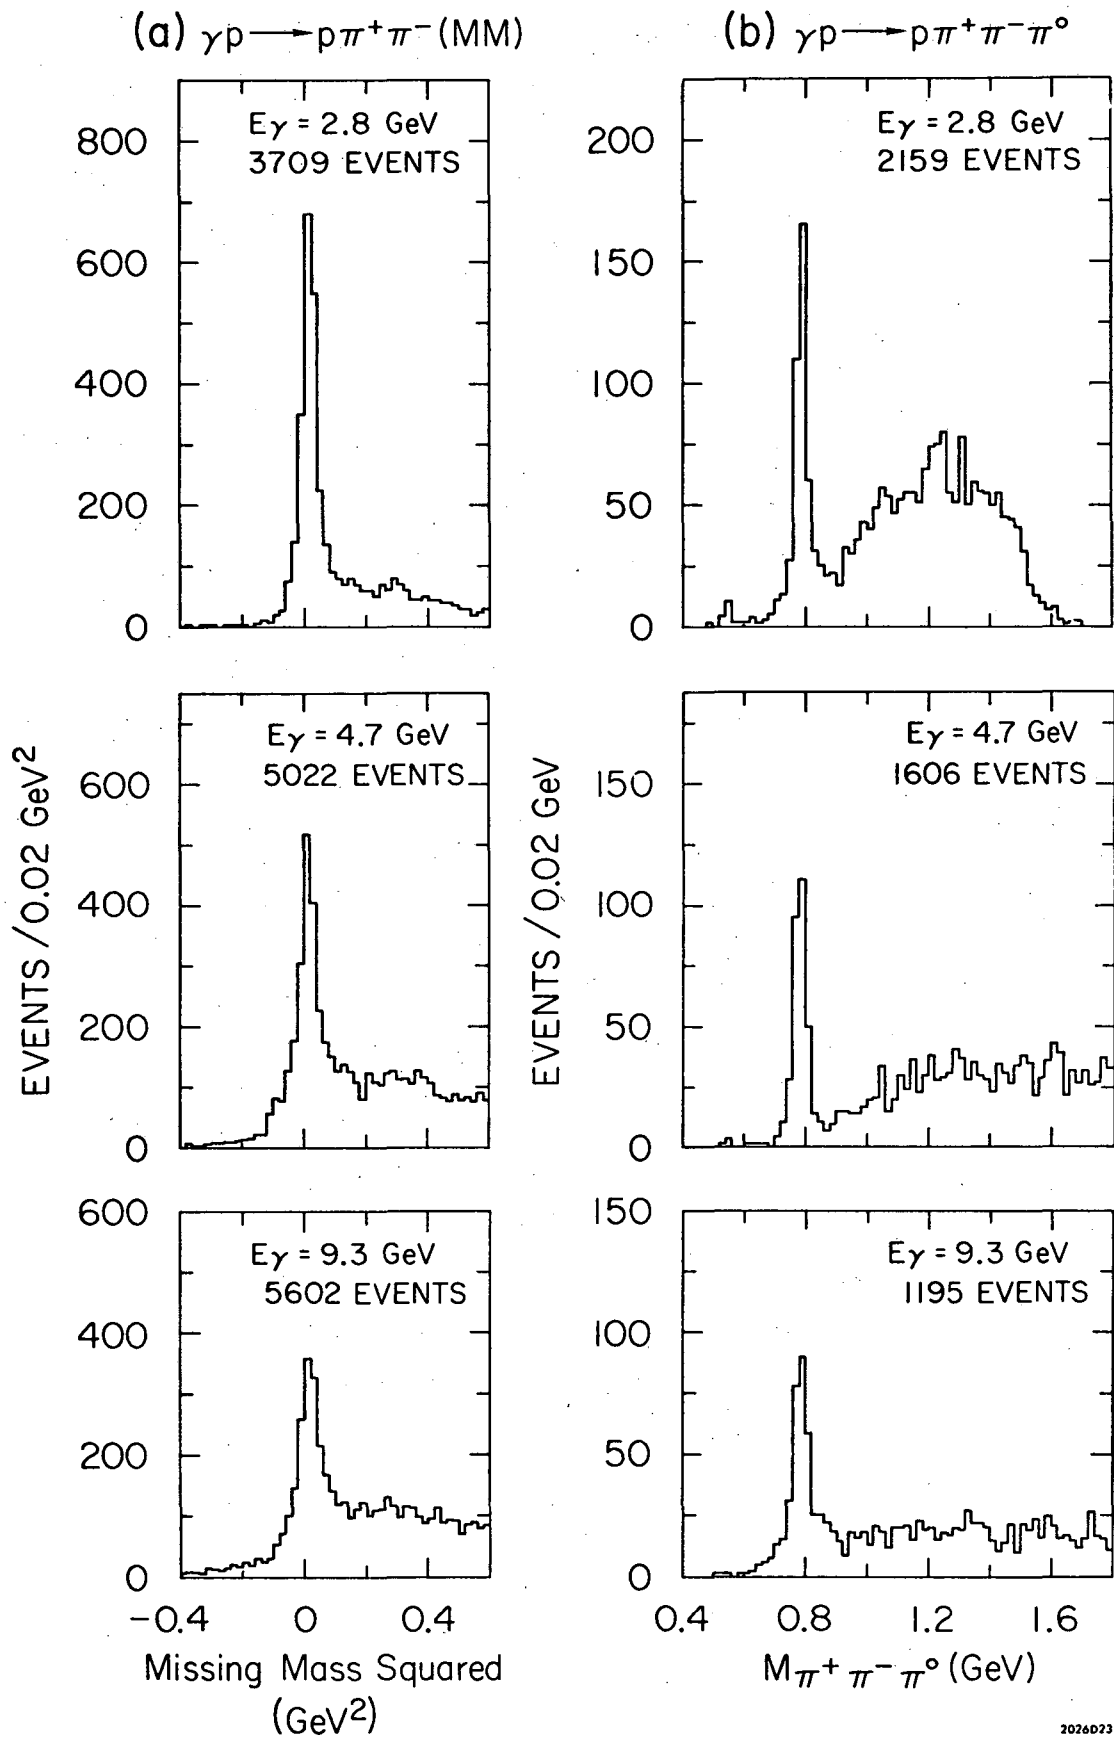 (a) γp → pπ⁺π⁻(MM)
(b) γp → pπ⁺π⁻π⁰
Eγ = 2.8 GeV
3709 EVENTS
800
600
400
200
0
Eγ = 2.8 GeV
2159 EVENTS
200
150
100
50
0
EVENTS /0.02 GeV²
Eγ = 4.7 GeV
5022 EVENTS
600
400
200
0
EVENTS /0.02 GeV
Eγ = 4.7 GeV
1606 EVENTS
150
100
50
0
Eγ = 9.3 GeV
5602 EVENTS
600
400
200
0
−0.4 0 0.4
Missing Mass Squared
(GeV²)
Eγ = 9.3 GeV
1195 EVENTS
150
100
50
0
0.4 0.8 1.2 1.6
Mπ⁺ π⁻ π⁰ (GeV)
2026D23